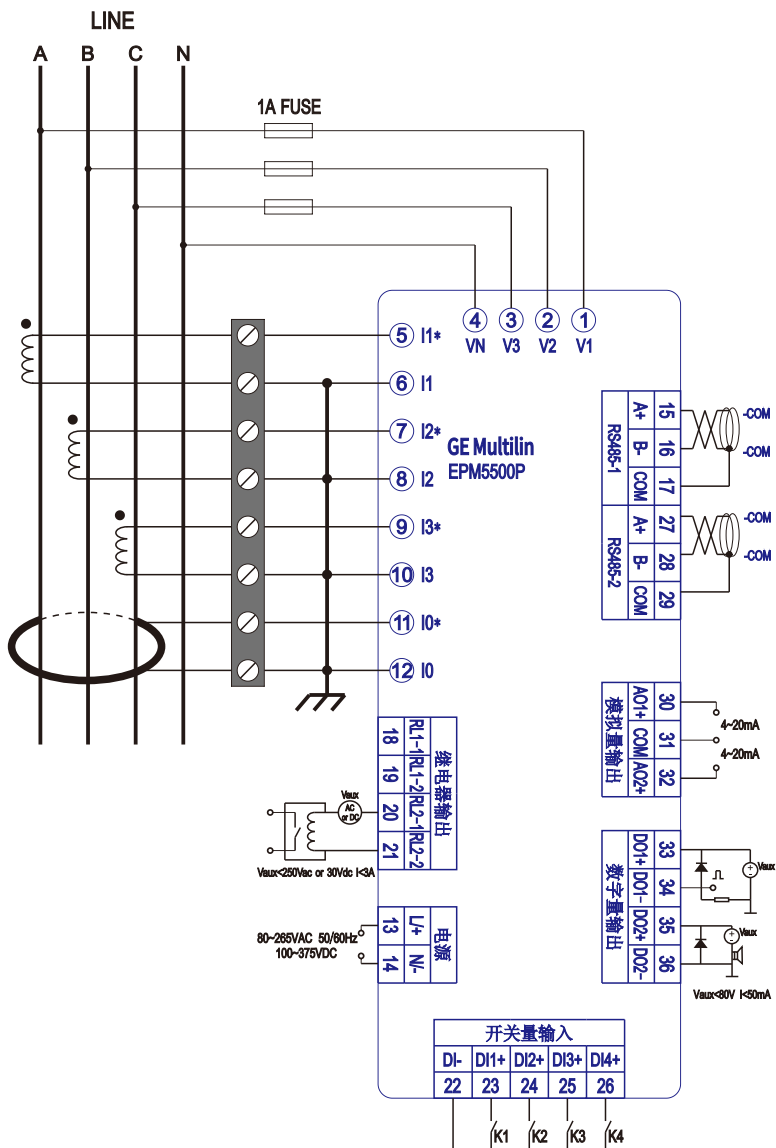 LINE
A B C N
1A FUSE
4 3 2 1
VN V3 V2 V1
5 I1*
6 I1
7 I2*
8 I2
9 I3*
10 I3
11 I0*
12 I0
GE Multilin
EPM5500P
RS485-1
A+ 15
B- 16
COM 17
-COM
-COM
RS485-2
A+ 27
B- 28
COM 29
-COM
-COM
模拟量输出
AO1+ 30
COM 31
AO2+ 32
4~20mA
4~20mA
继电器输出
18 RL1-1
19 RL1-2
20 RL2-1
21 RL2-2
Vaux
AC
or DC
Vaux<250Vac or 30Vdc I<3A
数字量输出
DO1+ 33
DO1- 34
DO2+ 35
DO2- 36
Vaux
Vaux
Vaux<80V I<50mA
电源
13 L/+
14 N/-
80~265VAC 50/60Hz
100~375VDC
开关量输入
DI- DI1+ DI2+ DI3+ DI4+
22 23 24 25 26
K1 K2 K3 K4